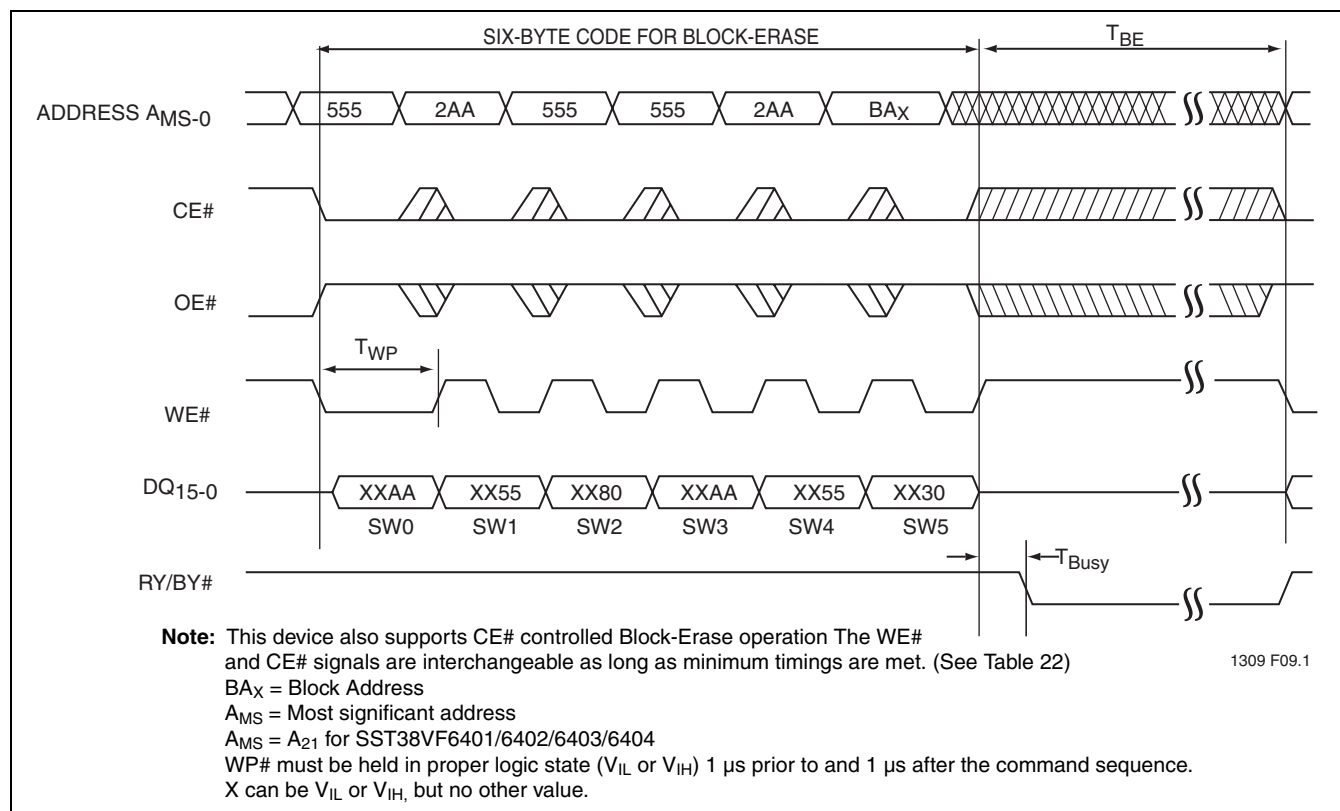 SIX-BYTE CODE FOR BLOCK-ERASE TBE
ADDRESS AMS-0 555 2AA 555 555 2AA BAX
CE#
OE#
TWP
WE#
DQ15-0 XXAA XX55 XX80 XXAA XX55 XX30
SW0 SW1 SW2 SW3 SW4 SW5
TBusy
RY/BY#
Note: This device also supports CE# controlled Block-Erase operation The WE#
and CE# signals are interchangeable as long as minimum timings are met. (See Table 22)
1309 F09.1
BAX = Block Address
AMS = Most significant address
AMS = A21 for SST38VF6401/6402/6403/6404
WP# must be held in proper logic state (VIL or VIH) 1 µs prior to and 1 µs after the command sequence.
X can be VIL or VIH, but no other value.